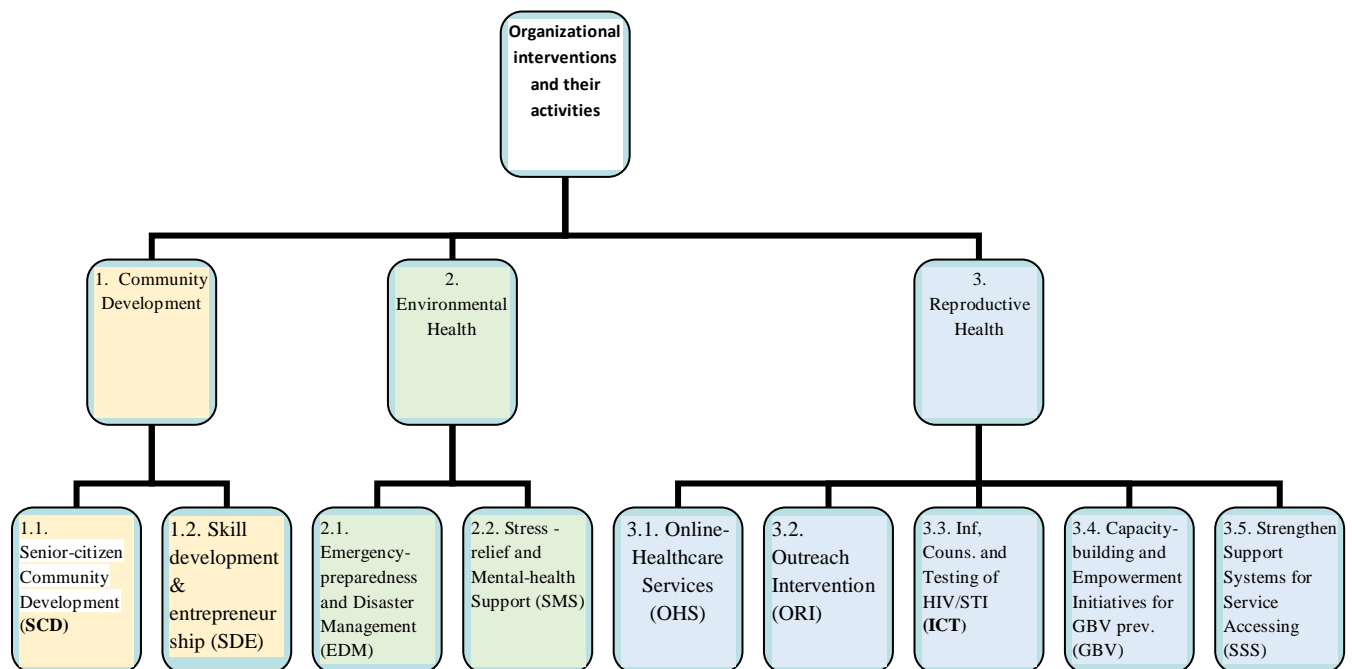 Organizational
interventions
and their
activities
1. Community
Development
2.
Environmental
Health
3.
Reproductive
Health
1.1.
Senior-citizen
Community
Development
(SCD)
1.2. Skill
development
&
entrepreneur
ship (SDE)
2.1.
Emergency-
preparedness
and Disaster
Management
(EDM)
2.2. Stress -
relief and
Mental-health
Support (SMS)
3.1. Online-
Healthcare
Services
(OHS)
3.2.
Outreach
Intervention
(ORI)
3.3. Inf,
Couns. and
Testing of
HIV/STI
(ICT)
3.4. Capacity-
building and
Empowerment
Initiatives for
GBV prev.
(GBV)
3.5. Strengthen
Support
Systems for
Service
Accessing
(SSS)